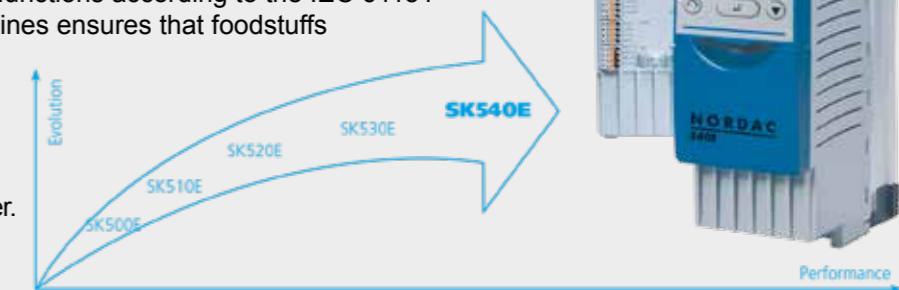 functions according to the IEC 61131
ines ensures that foodstuffs
er.
Evolution
SK500E
SK510E
SK520E
SK530E
SK540E
NORDAC
Performance